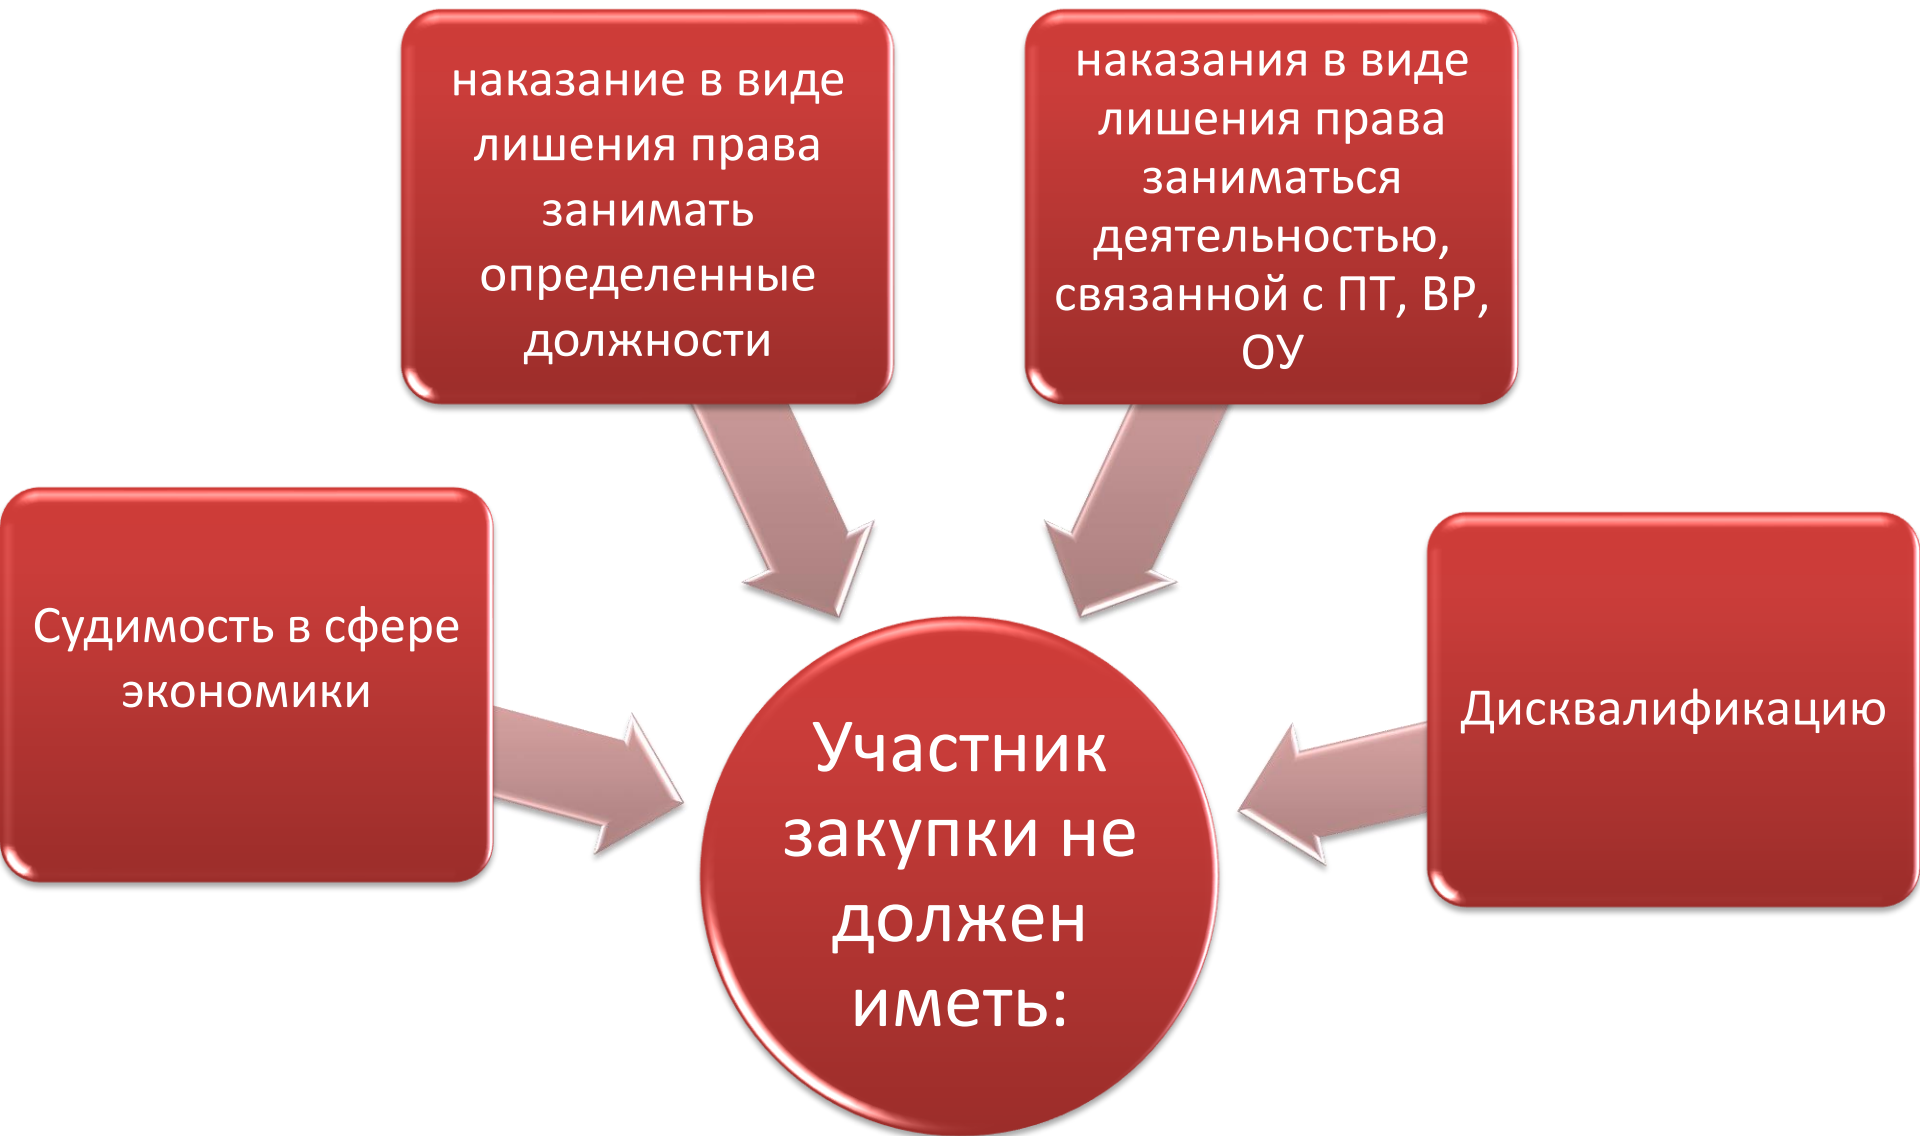 наказание в виде
лишения права
занимать
определенные
должности
наказания в виде
лишения права
заниматься
деятельностью,
связанной с ПТ, ВР,
ОУ
Судимость в сфере
экономики
Дисквалификацию
Участник
закупки не
должен
иметь: